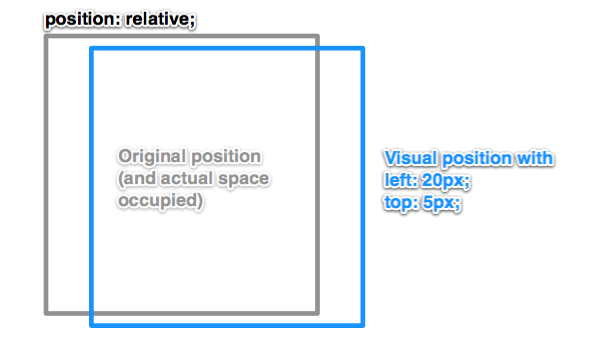 position: relative;
Original position
(and actual space
occupied)
Visual position with
left: 20px;
top: 5px;